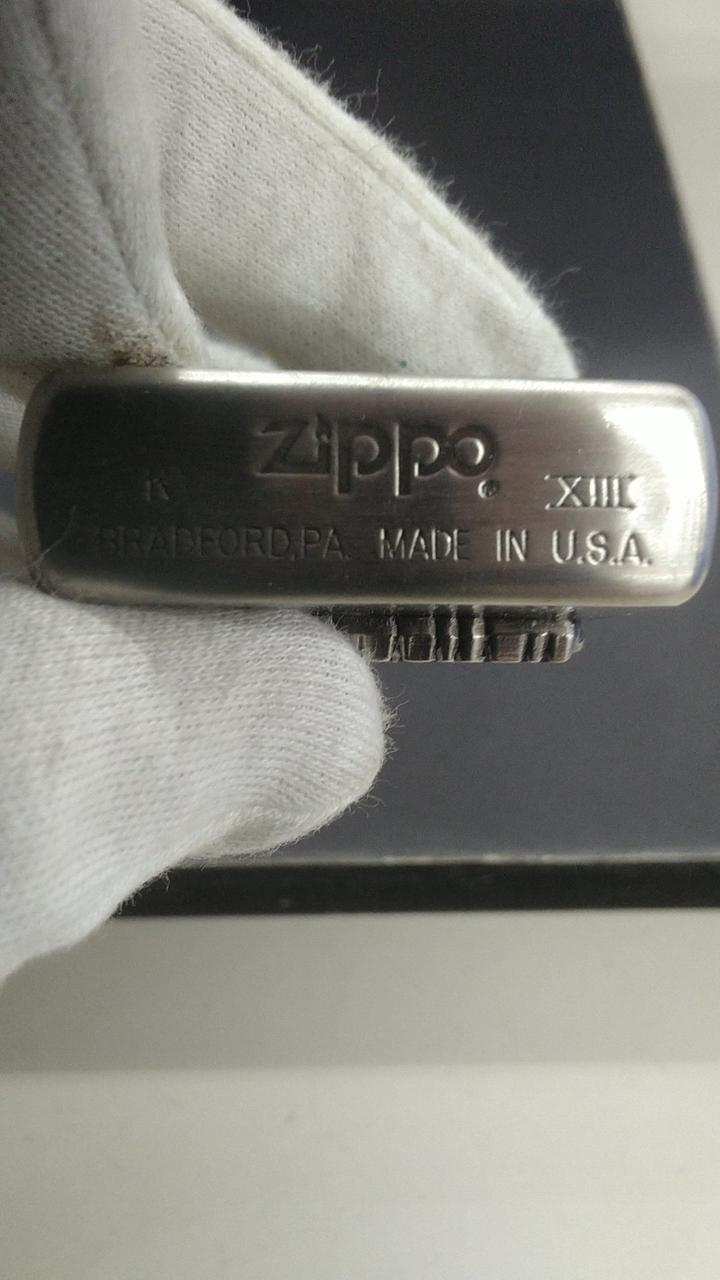 Zippo®
K XIII
BRADFORD,PA. MADE IN U.S.A.